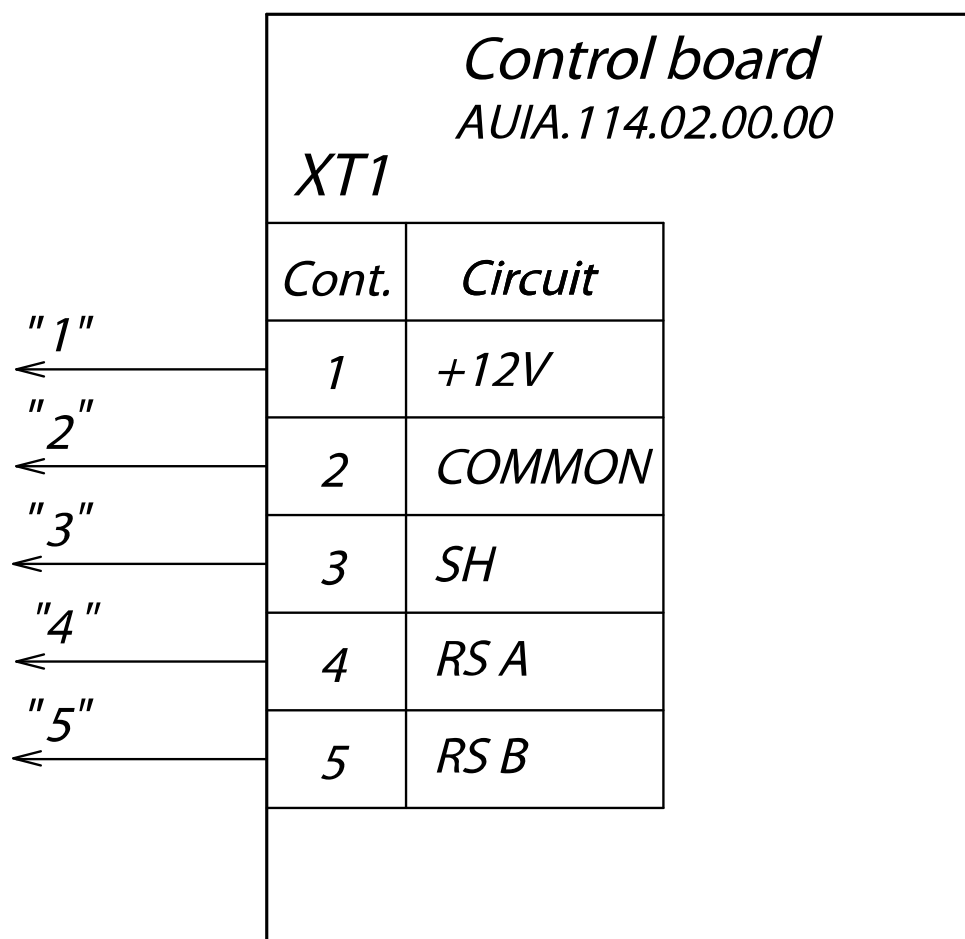 Control board
AUIA.114.02.00.00
XT1
Cont. Circuit
"1"
1 +12V
"2"
2 COMMON
"3"
3 SH
"4"
4 RS A
"5"
5 RS B